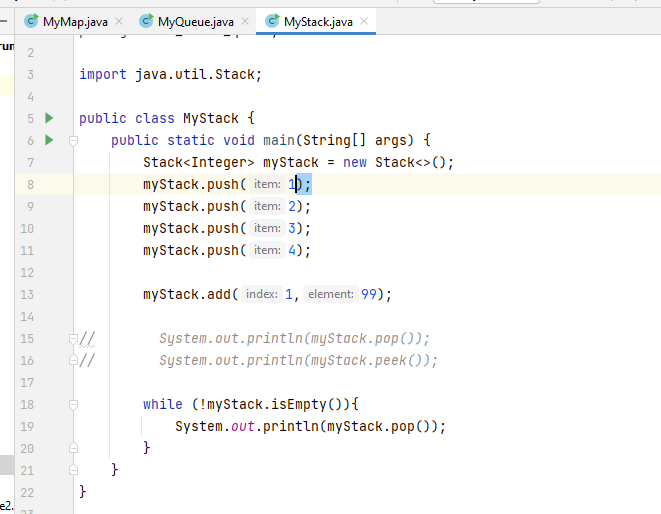 MyMap.java MyQueue.java MyStack.java
run
2
3 import java.util.Stack;
4
5 public class MyStack {
6 public static void main(String[] args) {
7 Stack<Integer> myStack = new Stack<>();
8 myStack.push( item: 1);
9 myStack.push( item: 2);
10 myStack.push( item: 3);
11 myStack.push( item: 4);
12
13 myStack.add( index: 1, element: 99);
14
15 // System.out.println(myStack.pop());
16 // System.out.println(myStack.peek());
17
18 while (!myStack.isEmpty()){
19 System.out.println(myStack.pop());
20 }
21 }
22 }
e2.